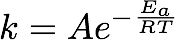 k = Ae^{-\frac{E_a}{RT}}